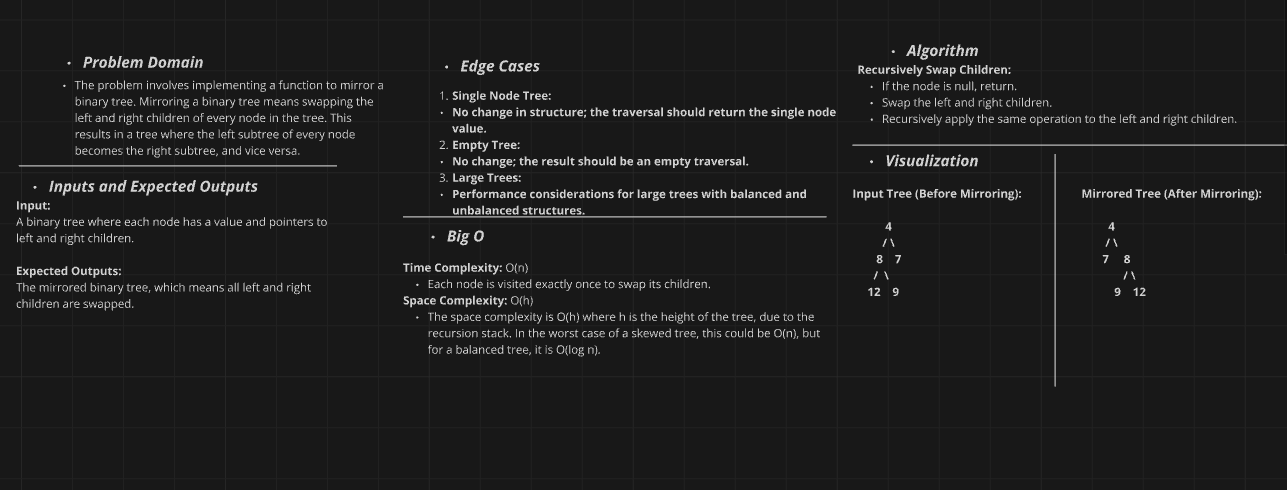 • Problem Domain
• The problem involves implementing a function to mirror a
binary tree. Mirroring a binary tree means swapping the
left and right children of every node in the tree. This
results in a tree where the left subtree of every node
becomes the right subtree, and vice versa.
• Inputs and Expected Outputs
Input:
A binary tree where each node has a value and pointers to
left and right children.
Expected Outputs:
The mirrored binary tree, which means all left and right
children are swapped.
• Edge Cases
1. Single Node Tree:
• No change in structure; the traversal should return the single node
value.
2. Empty Tree:
• No change; the result should be an empty traversal.
3. Large Trees:
• Performance considerations for large trees with balanced and
unbalanced structures.
• Big O
Time Complexity: O(n)
• Each node is visited exactly once to swap its children.
Space Complexity: O(h)
• The space complexity is O(h) where h is the height of the tree, due to the
recursion stack. In the worst case of a skewed tree, this could be O(n), but
for a balanced tree, it is O(log n).
• Algorithm
Recursively Swap Children:
• If the node is null, return.
• Swap the left and right children.
• Recursively apply the same operation to the left and right children.
• Visualization
Input Tree (Before Mirroring):
4
/ \
8 7
/ \
12 9
Mirrored Tree (After Mirroring):
4
/ \
7 8
/ \
9 12